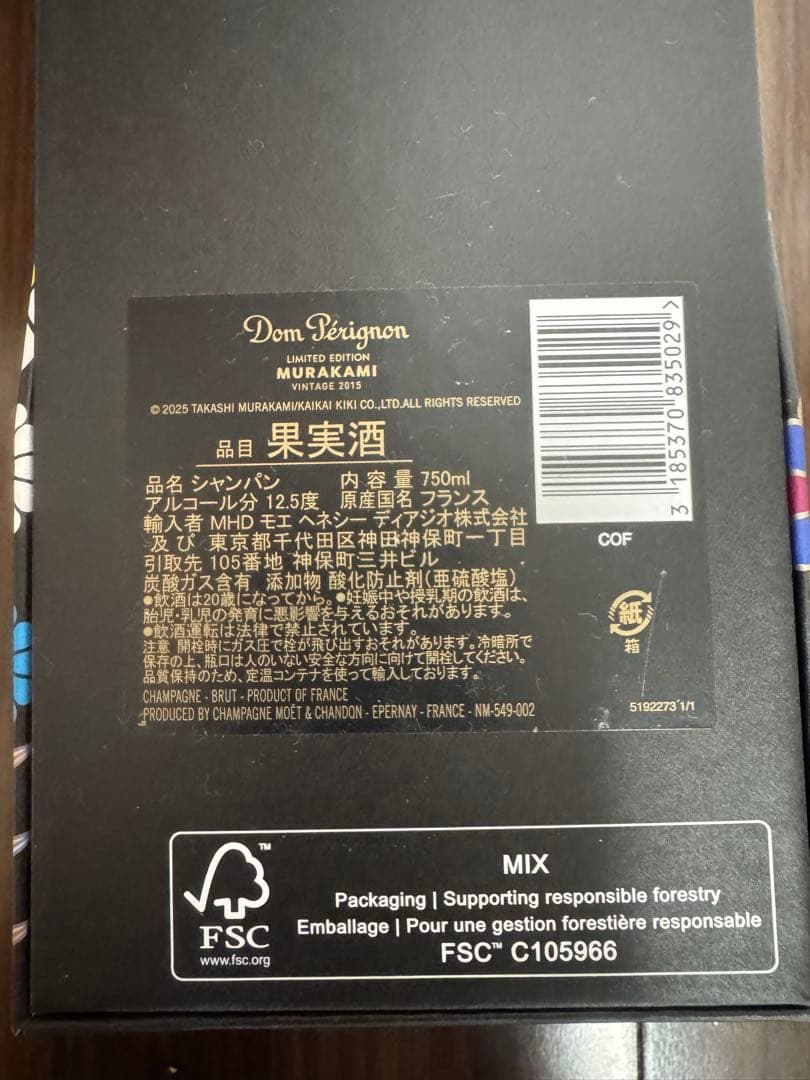 Dom Pérignon
LIMITED EDITION
MURAKAMI
VINTAGE 2015
© 2025 TAKASHI MURAKAMI/KAIKAI KIKI CO.,LTD.ALL RIGHTS RESERVED
品目 果実酒
品名 シャンパン 内容量 750ml
アルコール分 12.5度 原産国名 フランス
輸入者 MHD モエ ヘネシー ディアジオ株式会社
及び 東京都千代田区神田神保町一丁目
引取先 105番地 神保町三井ビル
炭酸ガス含有 添加物 酸化防止剤(亜硫酸塩)
●飲酒は20歳になってから。●妊娠中や授乳期の飲酒は、
胎児・乳児の発育に悪影響を与えるおそれがあります。
●飲酒運転は法律で禁止されています。
注意 開栓時にガス圧で栓が飛び出すおそれがあります。冷暗所で
保存の上、瓶口は人のいない安全な方向に向けて開栓してください。
品質保持のため、定温コンテナを使って輸入しております。
CHAMPAGNE - BRUT - PRODUCT OF FRANCE
PRODUCED BY CHAMPAGNE MOËT & CHANDON - EPERNAY - FRANCE - NM-549-002
3 185370 835029 >
COF
紙
箱
5192273 1/1
FSC™
www.fsc.org
MIX
Packaging | Supporting responsible forestry
Emballage | Pour une gestion forestière responsable
FSC™ C105966